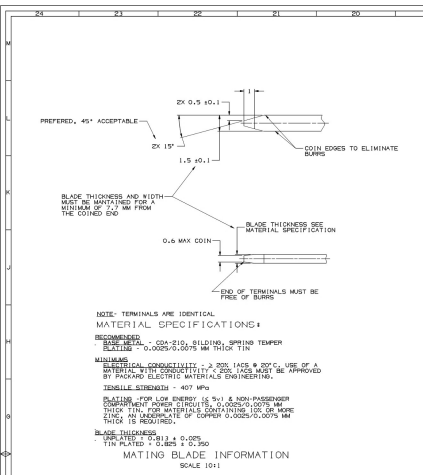 24 23 22 21 20
M
1
2X 0.5 ±0.1
L
PREFERED, 45° ACCEPTABLE
2X 15°
COIN EDGES TO ELIMINATE
BURRS
1.5 ±0.1
K
BLADE THICKNESS AND WIDTH
MUST BE MANTAINED FOR A
MINIMUM OF 7.7 MM FROM
THE COINED END
BLADE THICKNESS SEE
MATERIAL SPECIFICATION
0.6 MAX COIN
J
END OF TERMINALS MUST BE
FREE OF BURRS
NOTE- TERMINALS ARE IDENTICAL
MATERIAL SPECIFICATIONS:
RECOMMENDED
BASE METAL - CDA-210, GILDING, SPRING TEMPER
PLATING - 0.0025/0.0075 MM THICK TIN
H
MINIMUMS
ELECTRICAL CONDUCTIVITY - ≥ 20% IACS @ 20°C. USE OF A
MATERIAL WITH CONDUCTIVITY < 20% IACS MUST BE APPROVED
BY PACKARD ELECTRIC MATERIALS ENGINEERING.
TENSILE STRENGTH - 407 MPa
PLATING -FOR LOW ENERGY (≤ 5v) & NON-PASSENGER
COMPARTMENT POWER CIRCUITS, 0.0025/0.0075 MM
THICK TIN. FOR MATERIALS CONTAINING 10% OR MORE
ZINC, AN UNDERPLATE OF 0.0025/0.0075 MM COPPER
THICK IS REQUIRED.
G
BLADE THICKNESS
UNPLATED = 0.813 ± 0.025
TIN PLATED = 0.825 ± 0.350
MATING BLADE INFORMATION
SCALE 10:1